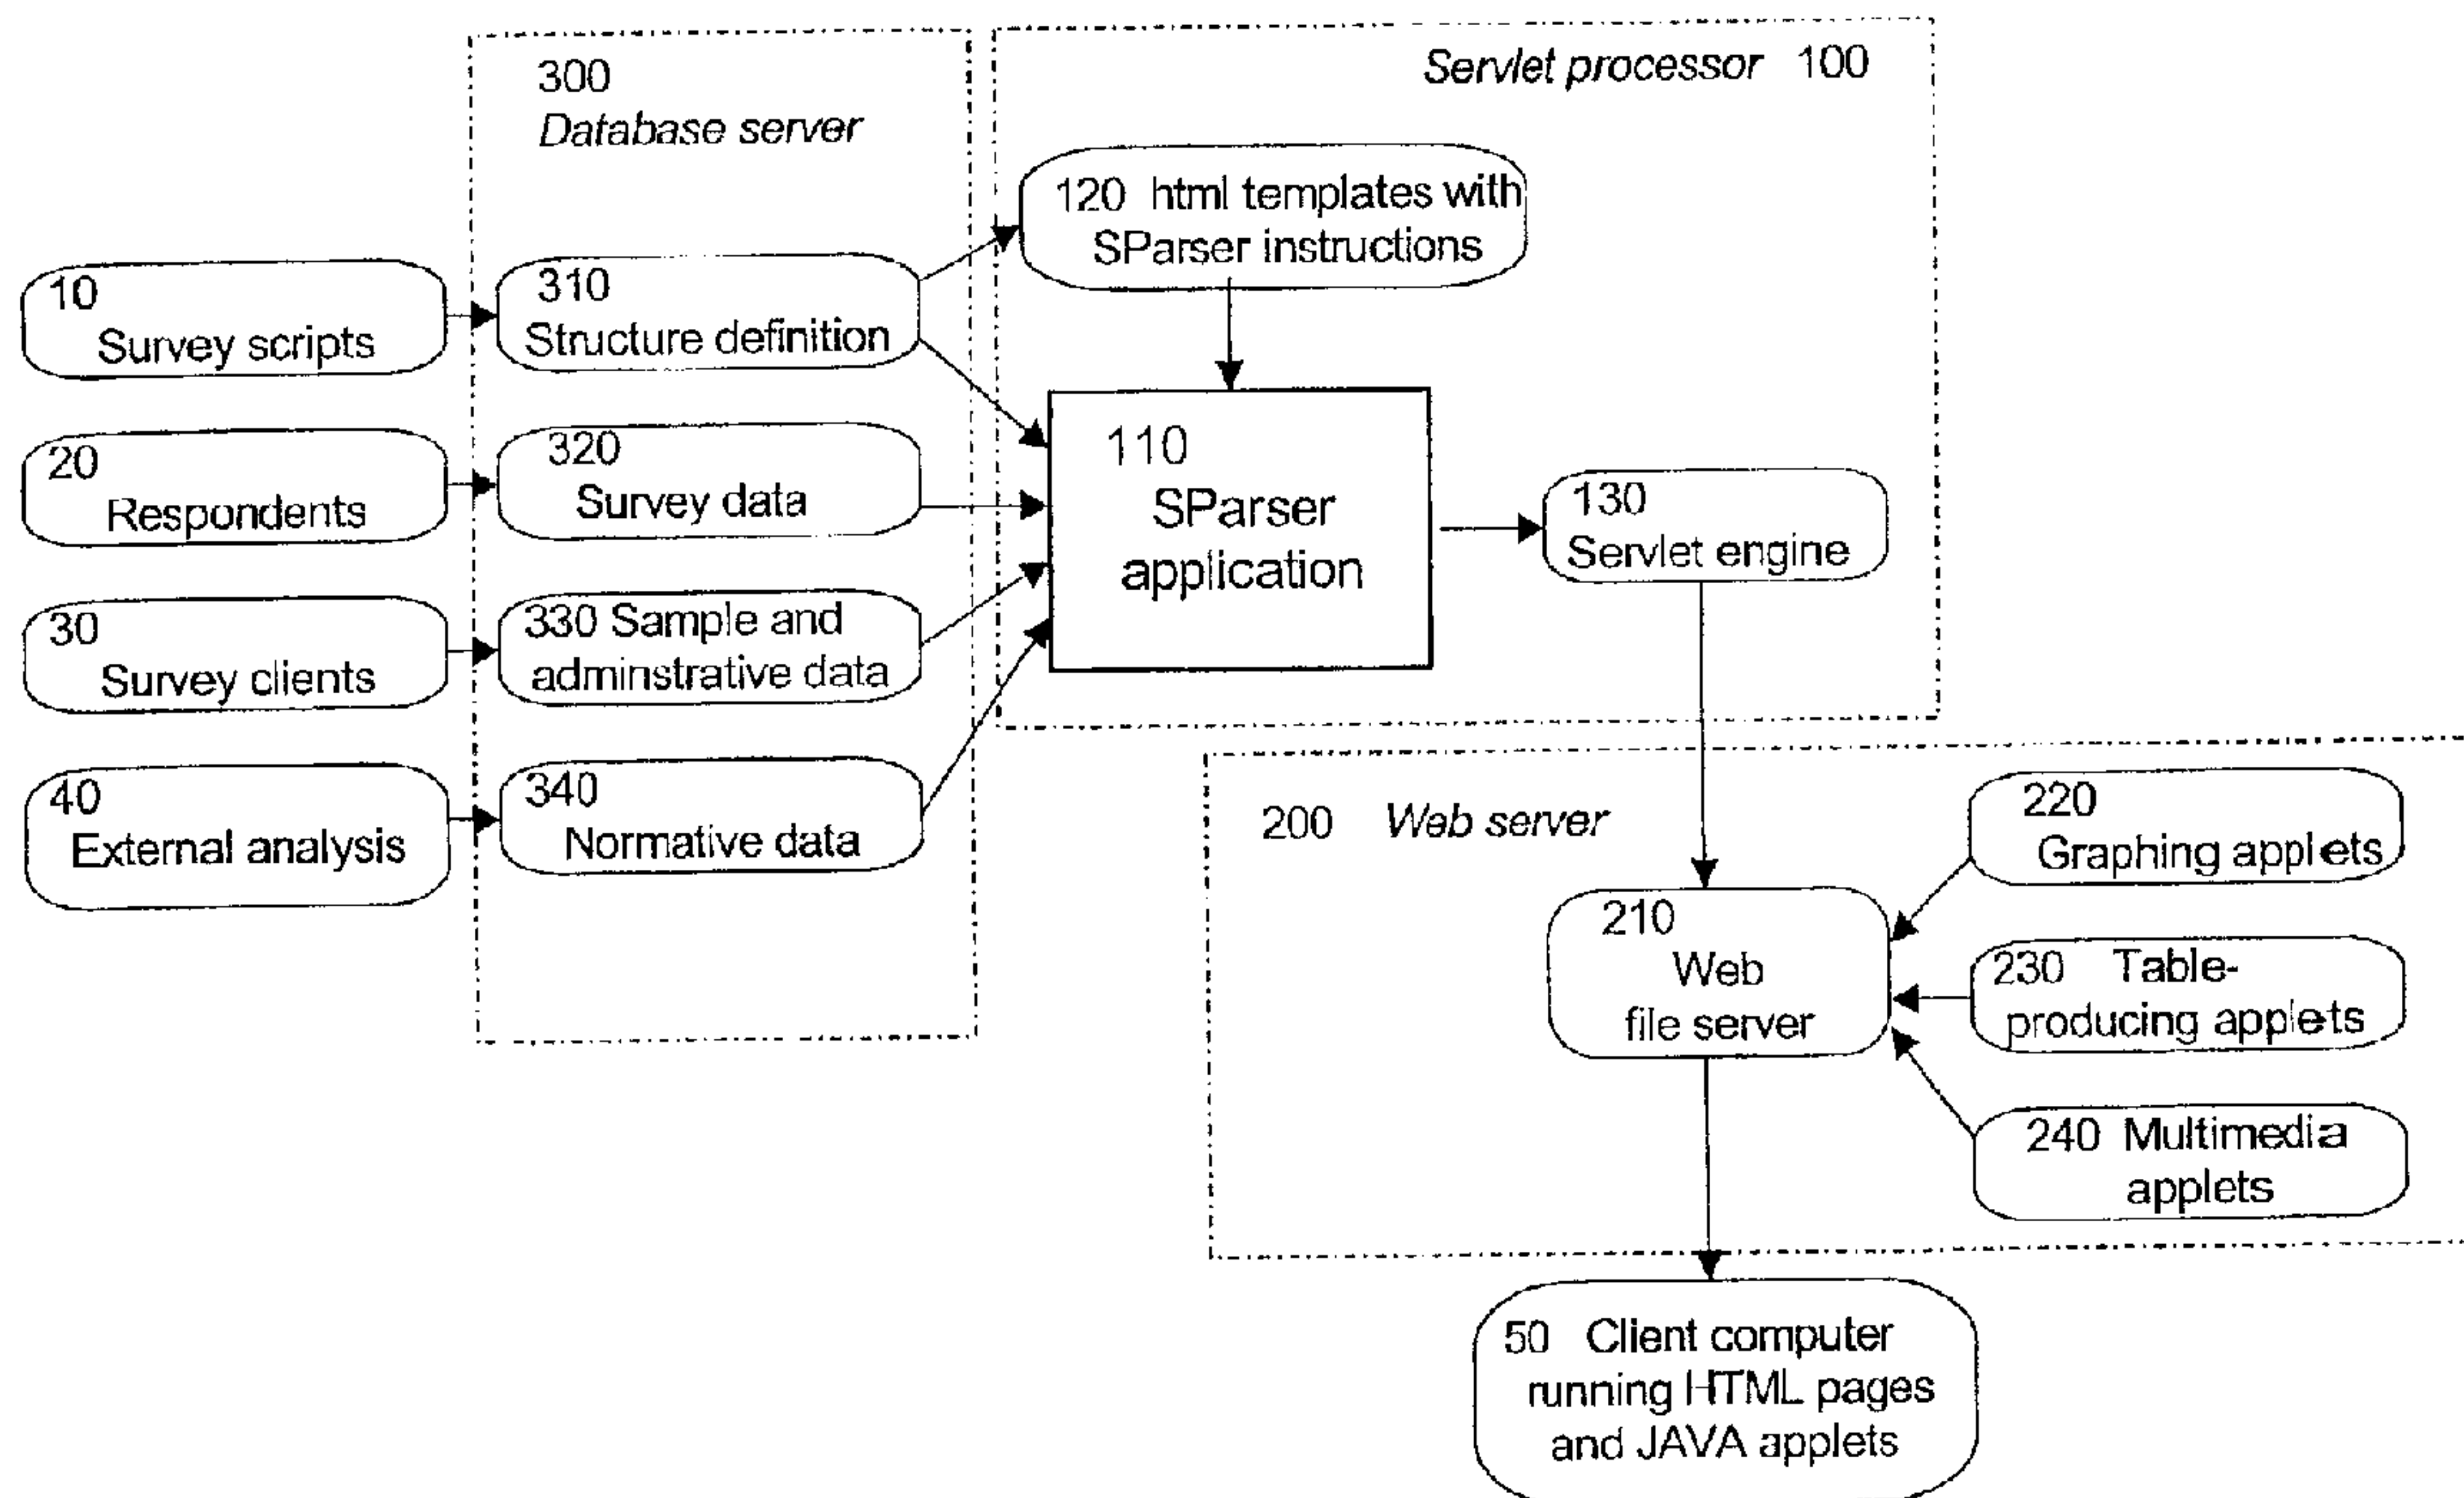 300
Database server
Servlet processor 100
120 html templates with
SParser instructions
10
Survey scripts
310
Structure definition
20
Respondents
320
Survey data
110
SParser
application
130
Servlet engine
30
Survey clients
330 Sample and
adminstrative data
40
External analysis
340
Normative data
200 Web server
220
Graphing applets
210
Web
file server
230 Table-
producing applets
240 Multimedia
applets
50 Client computer
running HTML pages
and JAVA applets